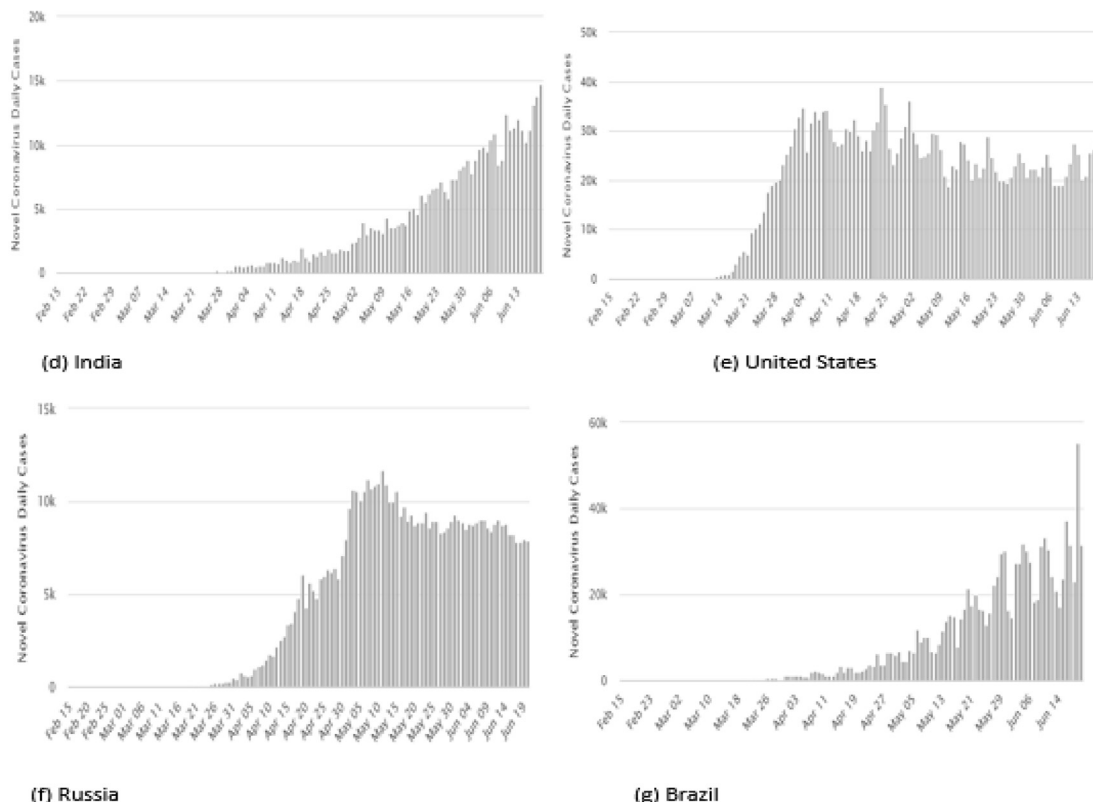 20k
15k
10k
5k
0
Novel Coronavirus Daily Cases
Feb 15
Feb 22
Feb 29
Mar 07
Mar 14
Mar 21
Mar 28
Apr 04
Apr 11
Apr 18
Apr 25
May 02
May 09
May 16
May 23
May 30
Jun 06
Jun 13
(d) India
50k
40k
30k
20k
10k
0
Novel Coronavirus Daily Cases
Feb 15
Feb 22
Feb 29
Mar 07
Mar 14
Mar 21
Mar 28
Apr 04
Apr 11
Apr 18
Apr 25
May 02
May 09
May 16
May 23
May 30
Jun 06
Jun 13
(e) United States
15k
10k
5k
0
Novel Coronavirus Daily Cases
Feb 15
Feb 20
Feb 25
Mar 01
Mar 06
Mar 11
Mar 16
Mar 21
Mar 26
Mar 31
Apr 05
Apr 10
Apr 15
Apr 20
Apr 25
Apr 30
May 05
May 10
May 15
May 20
May 25
May 30
Jun 04
Jun 09
Jun 14
Jun 19
(f) Russia
60k
40k
20k
0
Novel Coronavirus Daily Cases
Feb 15
Feb 23
Mar 02
Mar 10
Mar 18
Mar 26
Apr 03
Apr 11
Apr 19
Apr 27
May 05
May 13
May 21
May 29
Jun 06
Jun 14
(g) Brazil